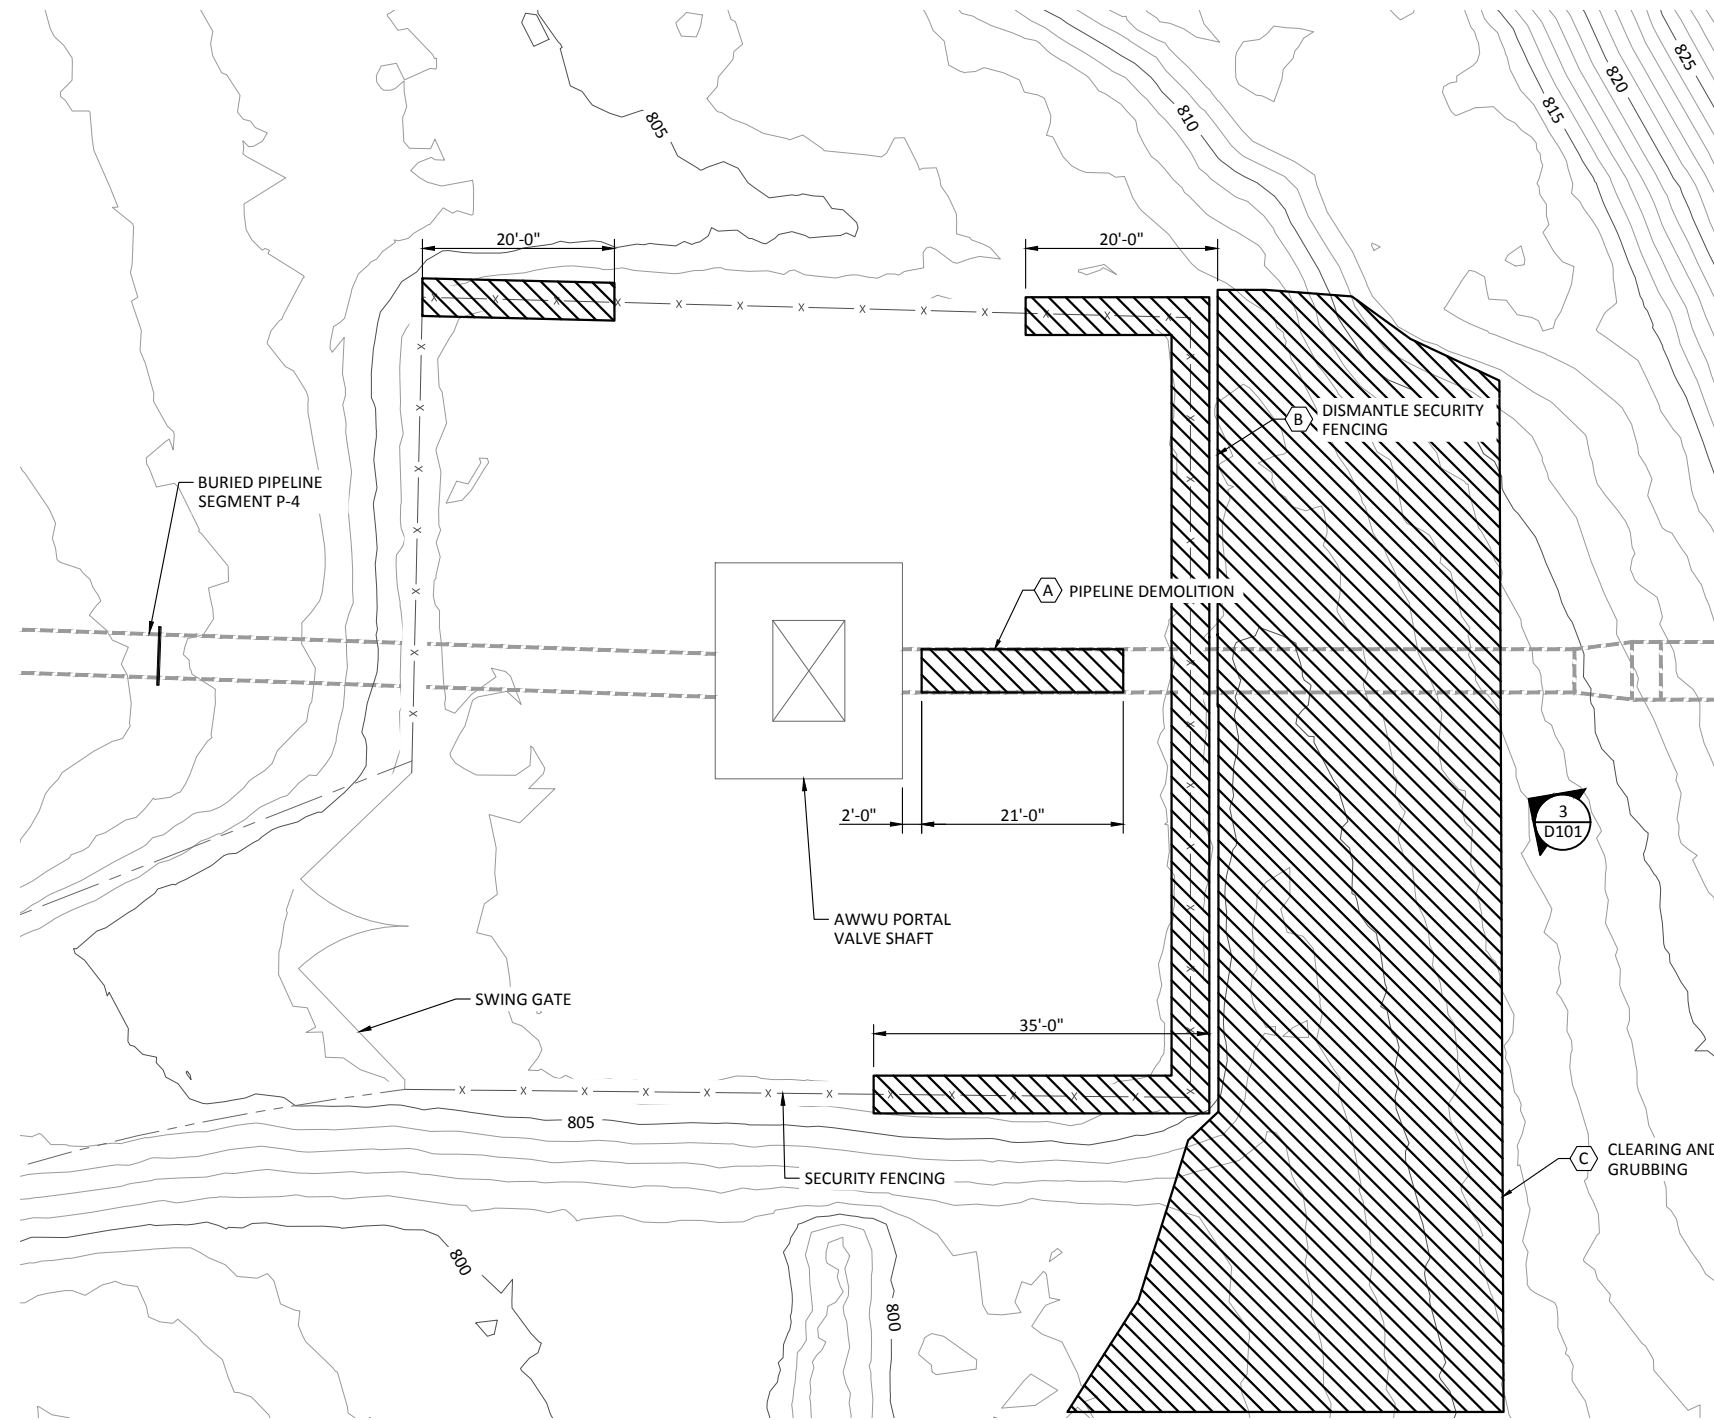 825
820
815
810
805
20'-0"
20'-0"
B
DISMANTLE SECURITY
FENCING
BURIED PIPELINE
SEGMENT P-4
A
PIPELINE DEMOLITION
2'-0"
21'-0"
3
D101
AWWU PORTAL
VALVE SHAFT
SWING GATE
35'-0"
805
C
CLEARING AND
GRUBBING
SECURITY FENCING
800
800